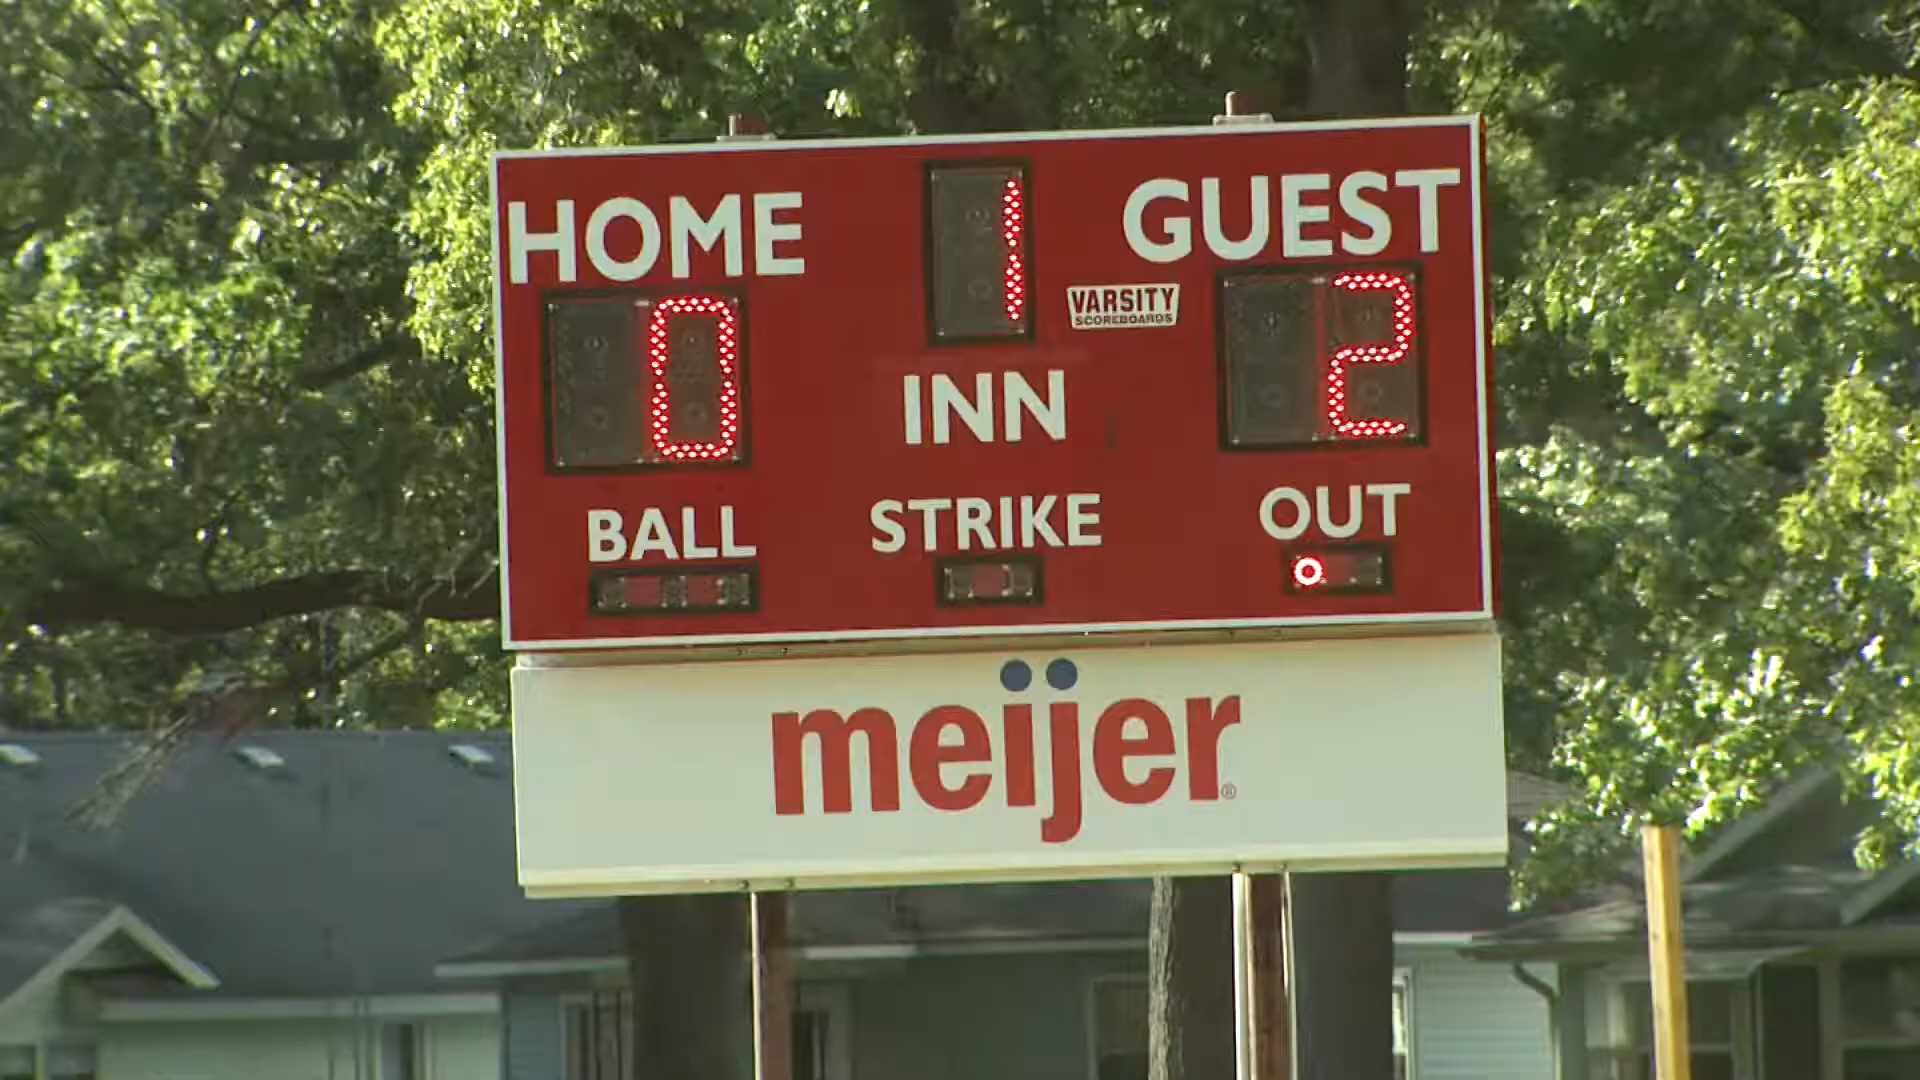 HOME 1 GUEST
0 VARSITY 2
SCOREBOARDS
INN
BALL STRIKE OUT
meijer®